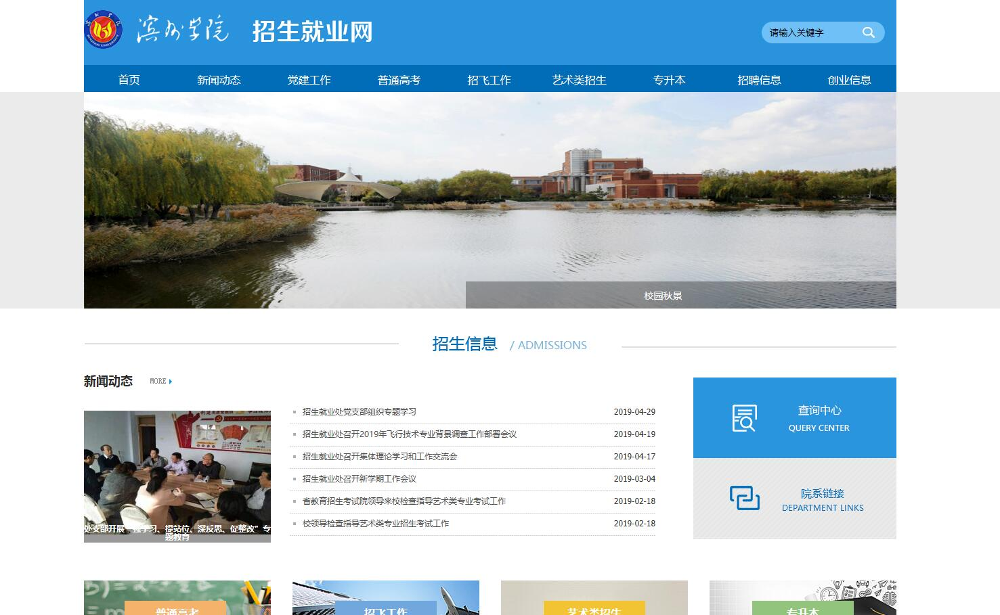 滨州学院 招生就业网
请输入关键字
首页 新闻动态 党建工作 普通高考 招飞工作 艺术类招生 专升本 招聘信息 创业信息
校园秋景
招生信息 / ADMISSIONS
新闻动态 MORE
处支部开展“强学习、提站位、深反思、促整改”专
题教育
招生就业处党支部组织专题学习 2019-04-29
招生就业处召开2019年飞行技术专业背景调查工作部署会议 2019-04-19
招生就业处召开集体理论学习和工作交流会 2019-04-17
招生就业处召开新学期工作会议 2019-03-04
省教育招生考试院领导来校检查指导艺术类专业考试工作 2019-02-18
校领导检查指导艺术类专业招生考试工作 2019-02-18
查询中心
QUERY CENTER
院系链接
DEPARTMENT LINKS
普通高考 招飞工作 艺术类招生 专升本